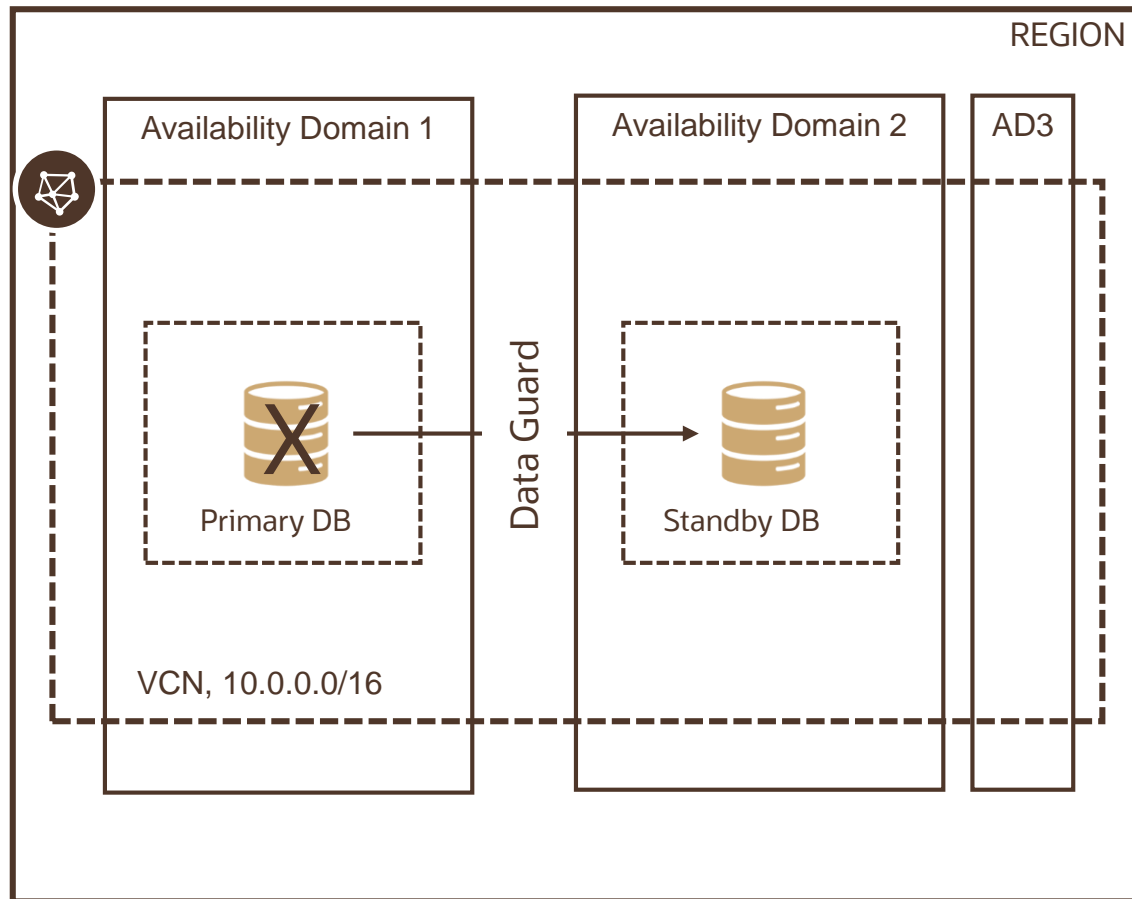 REGION
Availability Domain 1
Availability Domain 2
AD3
X
Data Guard
Primary DB
Standby DB
VCN, 10.0.0.0/16